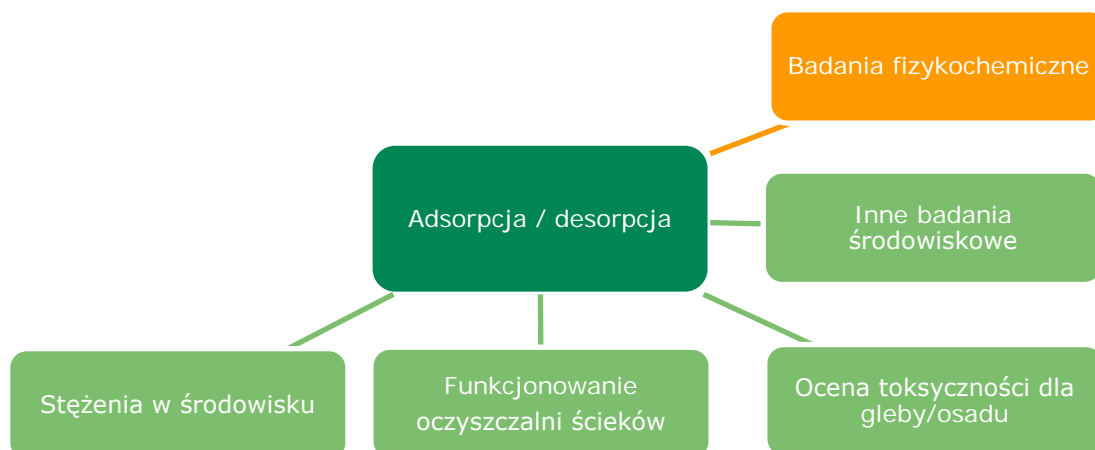 Badania fizykochemiczne
Adsorpcja / desorpcja
Inne badania
środowiskowe
Stężenia w środowisku
Funkcjonowanie
oczyszczalni ścieków
Ocena toksyczności dla
gleby/osadu